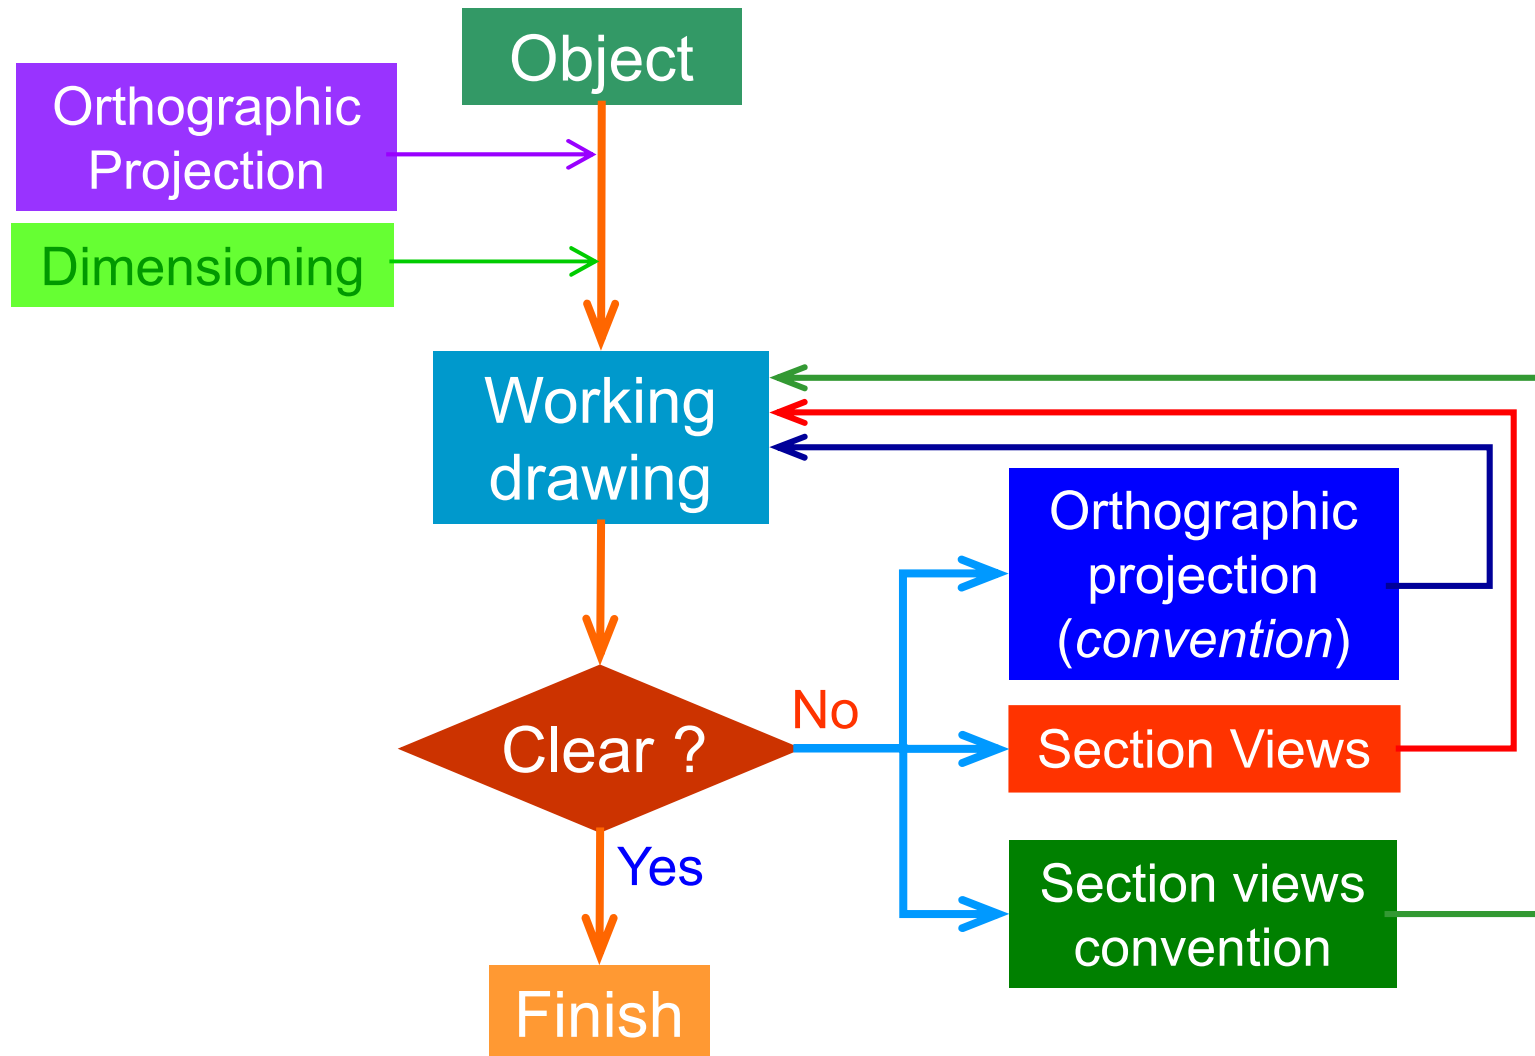 Object
Orthographic
Projection
Dimensioning
Working
drawing
Orthographic
projection
(convention)
No
Clear ?
Section Views
Yes
Section views
convention
Finish